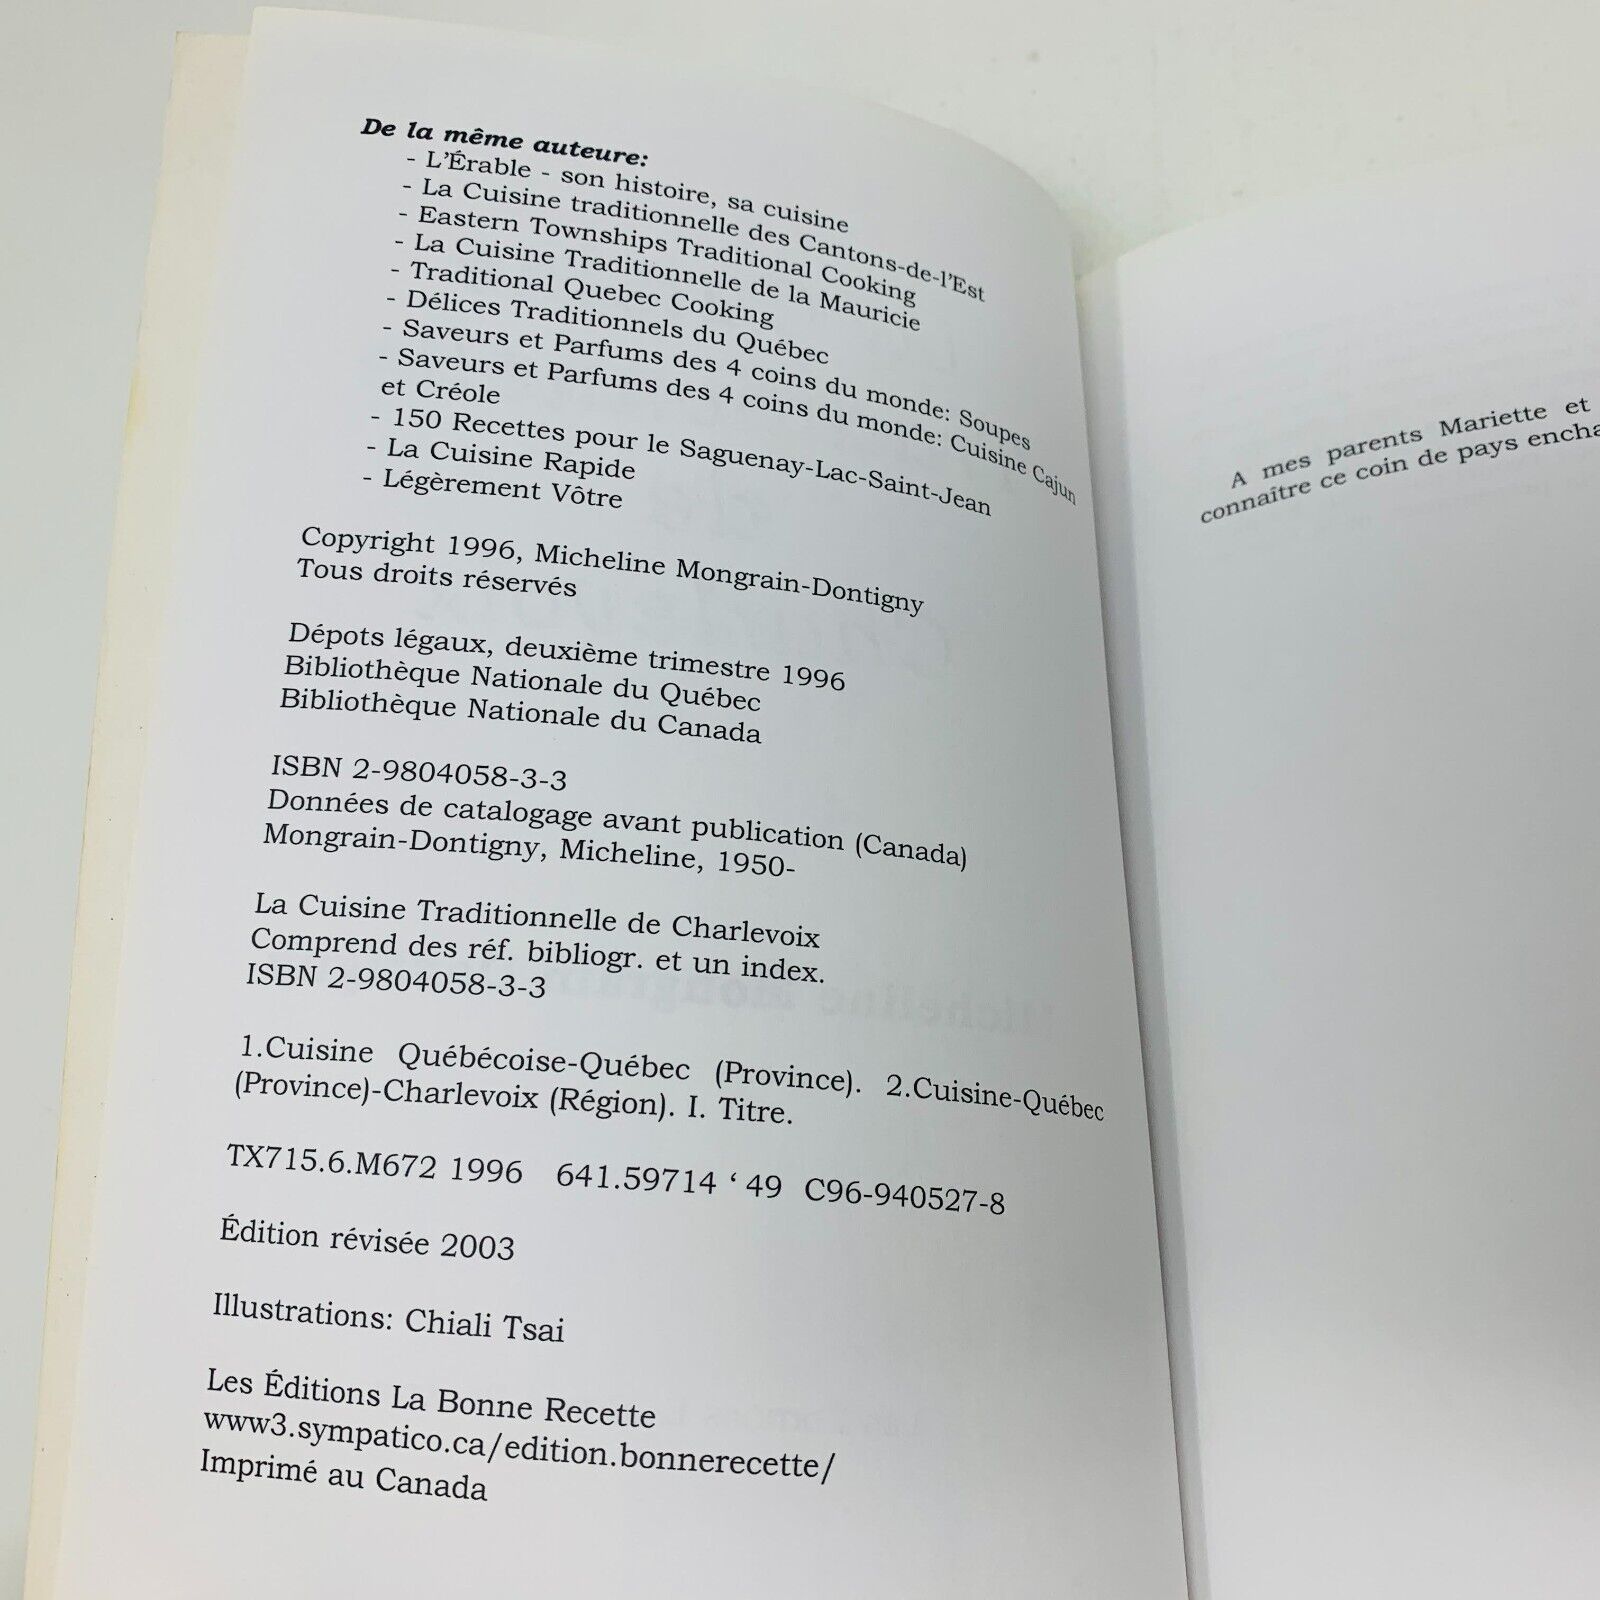 De la même auteure:
- L'Érable - son histoire, sa cuisine
- La Cuisine traditionnelle des Cantons-de-l'Est
- Eastern Townships Traditional Cooking
- La Cuisine Traditionnelle de la Mauricie
- Traditional Quebec Cooking
- Délices Traditionnels du Québec
- Saveurs et Parfums des 4 coins du monde: Soupes
- Saveurs et Parfums des 4 coins du monde: Cuisine Cajun
et Créole
- 150 Recettes pour le Saguenay-Lac-Saint-Jean
- La Cuisine Rapide
- Légèrement Vôtre
Copyright 1996, Micheline Mongrain-Dontigny
Tous droits réservés
Dépots légaux, deuxième trimestre 1996
Bibliothèque Nationale du Québec
Bibliothèque Nationale du Canada
ISBN 2-9804058-3-3
Données de catalogage avant publication (Canada)
Mongrain-Dontigny, Micheline, 1950-
La Cuisine Traditionnelle de Charlevoix
Comprend des réf. bibliogr. et un index.
ISBN 2-9804058-3-3
1.Cuisine Québécoise-Québec (Province). 2.Cuisine-Québec
(Province)-Charlevoix (Région). I. Titre.
TX715.6.M672 1996 641.59714 ‘ 49 C96-940527-8
Édition révisée 2003
Illustrations: Chiali Tsai
Les Éditions La Bonne Recette
www3.sympatico.ca/edition.bonnerecette/
Imprimé au Canada
A mes parents Mariette et
connaître ce coin de pays